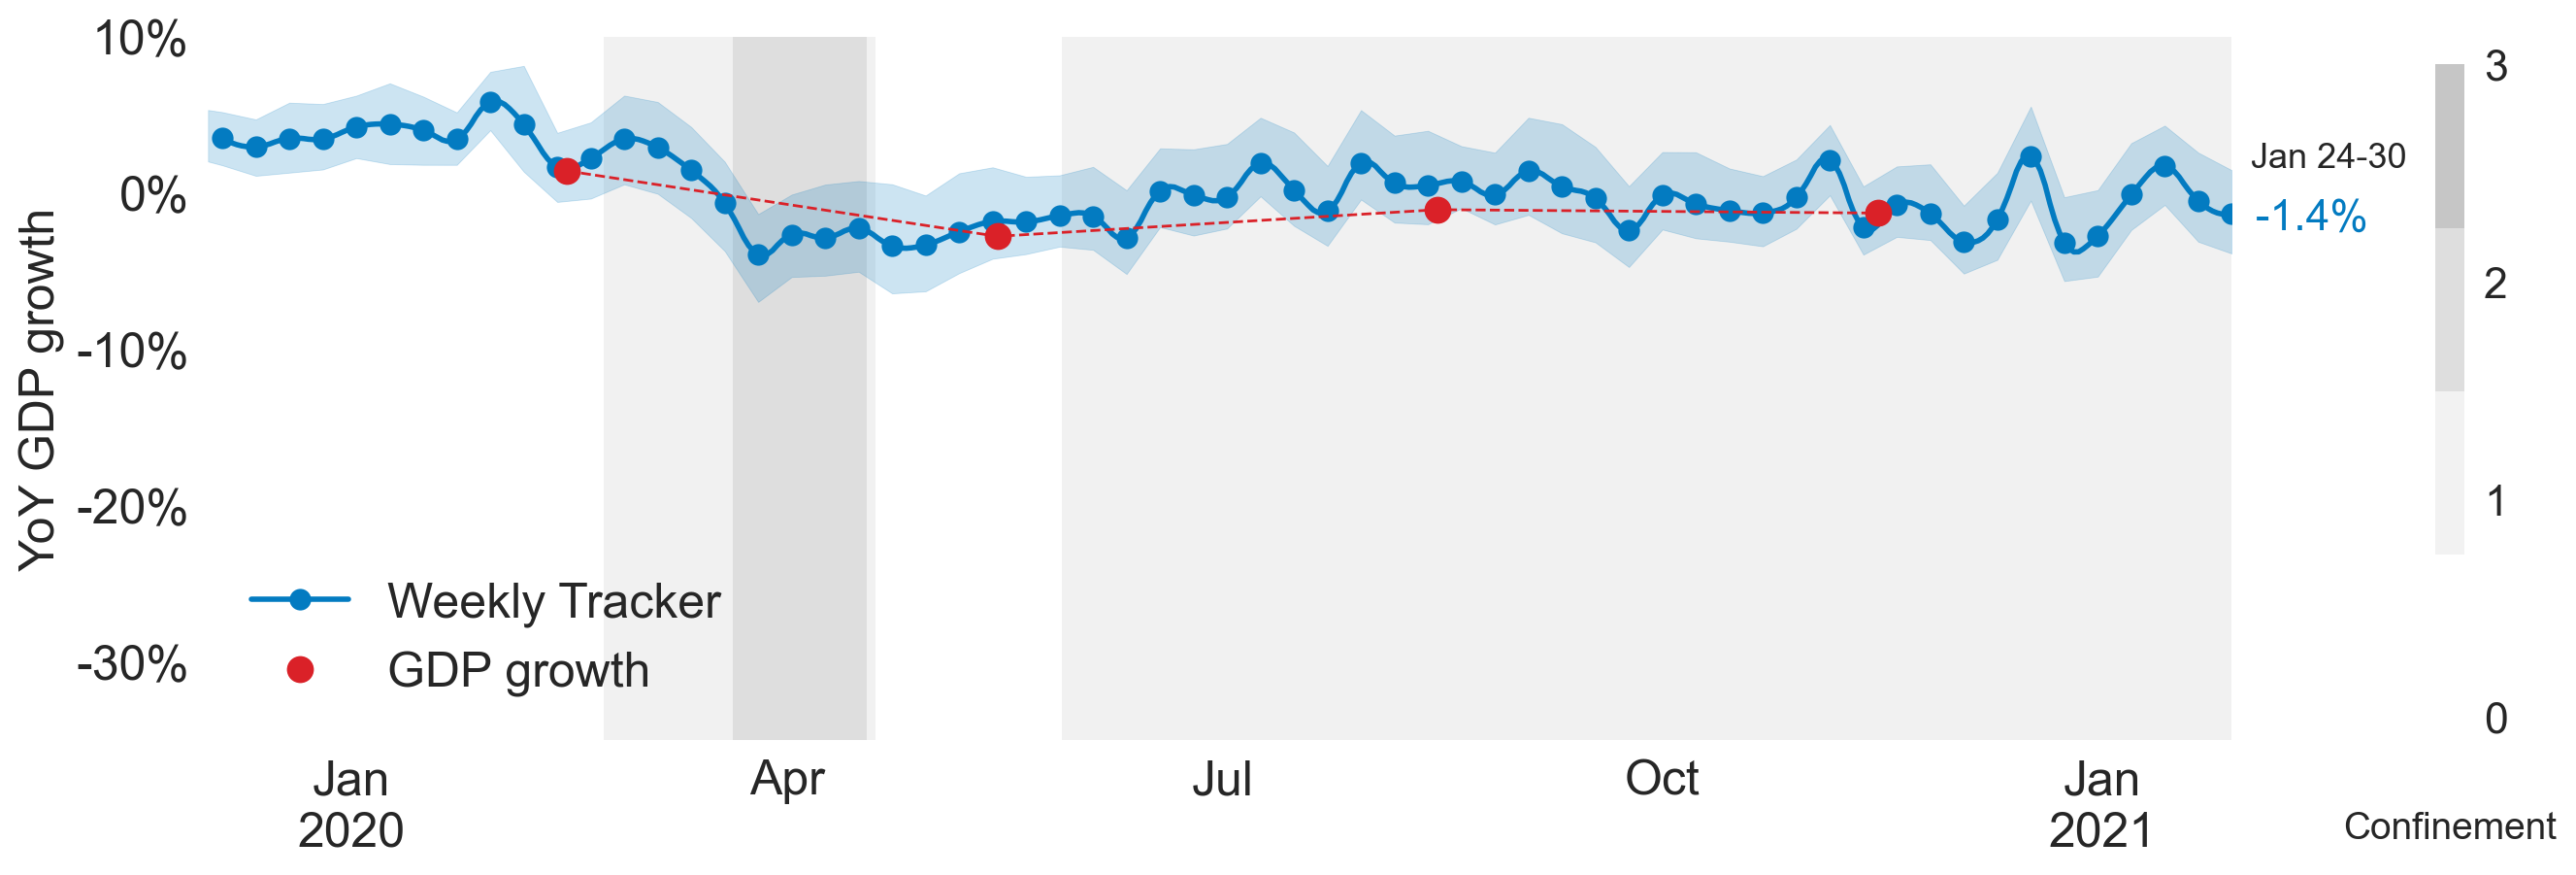 YoY GDP growth
10%
0%
-10%
-20%
-30%
Weekly Tracker
GDP growth
Jan
2020
Apr
Jul
Oct
Jan
2021
Jan 24-30
-1.4%
3
2
1
0
Confinement